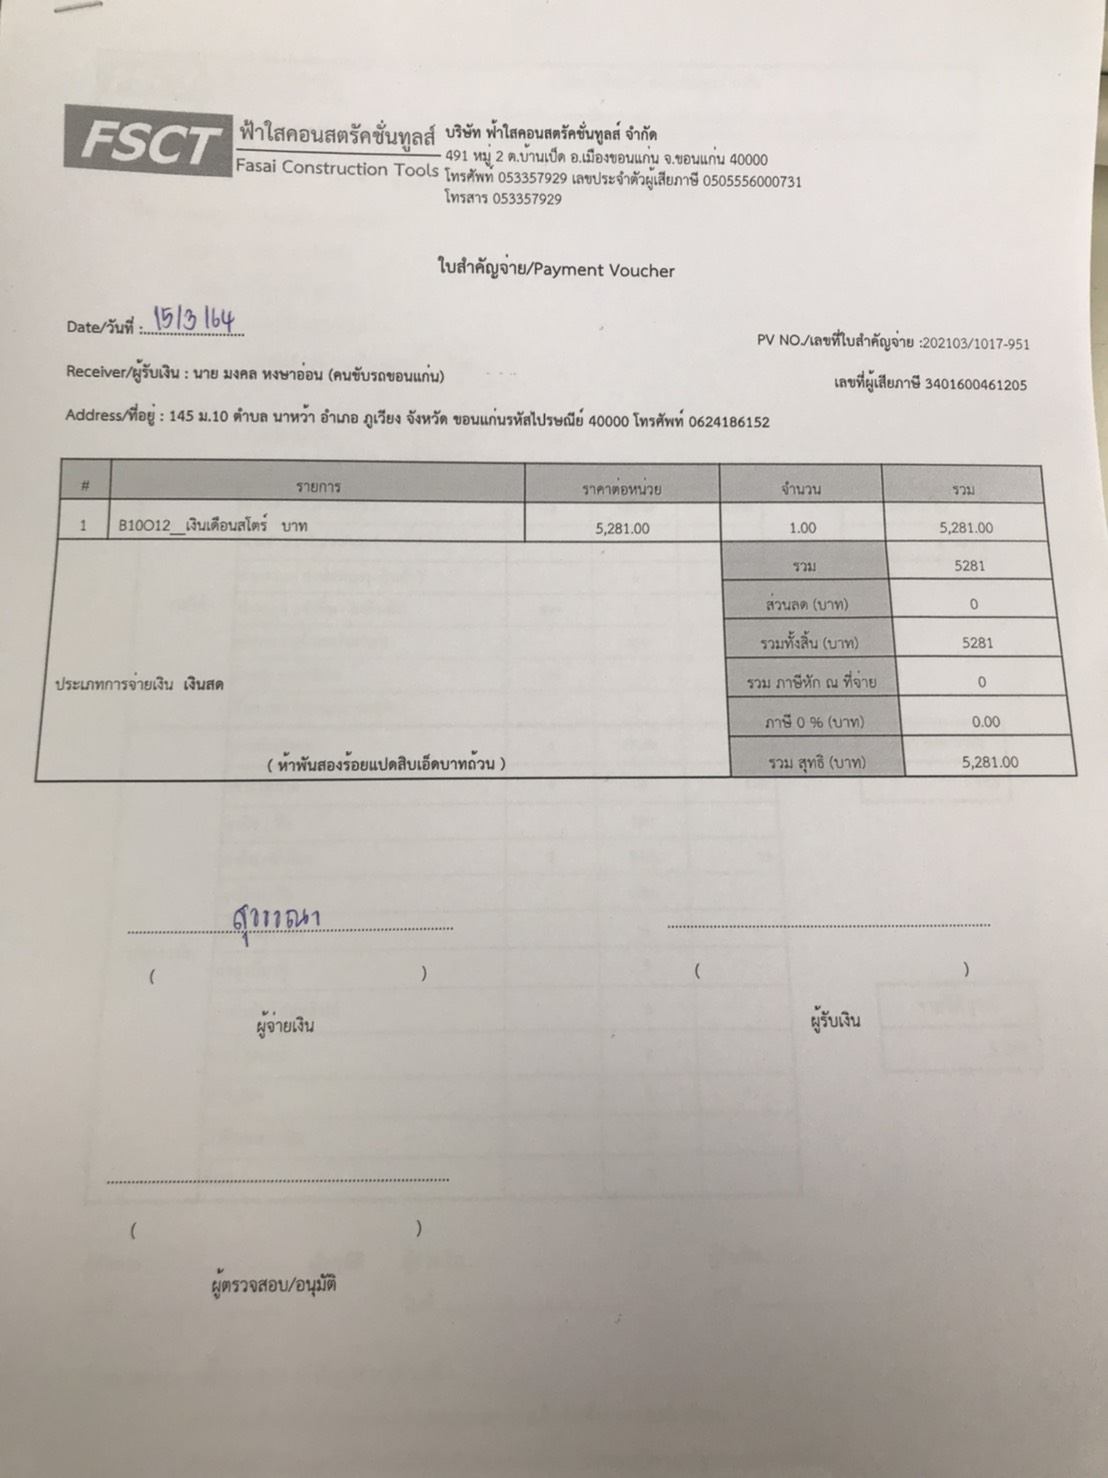 FSCT
ฟ้าใสคอนสตรัคชั่นทูลส์
Fasai Construction Tools
บริษัท ฟ้าใสคอนสตรัคชั่นทูลส์ จำกัด
491 หมู่ 2 ต.บ้านเป็ด อ.เมืองขอนแก่น จ.ขอนแก่น 40000
โทรศัพท์ 053357929 เลขประจำตัวผู้เสียภาษี 0505556000731
โทรสาร 053357929
ใบสำคัญจ่าย/Payment Voucher
Date/วันที่ : 15/3/64
PV NO./เลขที่ใบสำคัญจ่าย :202103/1017-951
Receiver/ผู้รับเงิน : นาย มงคล หงษาอ่อน (คนขับรถขอนแก่น)
เลขที่ผู้เสียภาษี 3401600461205
Address/ที่อยู่ : 145 ม.10 ตำบล นาหว้า อำเภอ ภูเวียง จังหวัด ขอนแก่นรหัสไปรษณีย์ 40000 โทรศัพท์ 0624186152
# รายการ ราคาต่อหน่วย จำนวน รวม
1 B10O12__เงินเดือนสโตร์ บาท 5,281.00 1.00 5,281.00
รวม 5281
ส่วนลด (บาท) 0
รวมทั้งสิ้น (บาท) 5281
ประเภทการจ่ายเงิน เงินสด
รวม ภาษีหัก ณ ที่จ่าย 0
ภาษี 0 % (บาท) 0.00
( ห้าพันสองร้อยแปดสิบเอ็ดบาทถ้วน ) รวม สุทธิ (บาท) 5,281.00
สุวรรณา
( ) ( )
ผู้จ่ายเงิน ผู้รับเงิน
( )
ผู้ตรวจสอบ/อนุมัติ